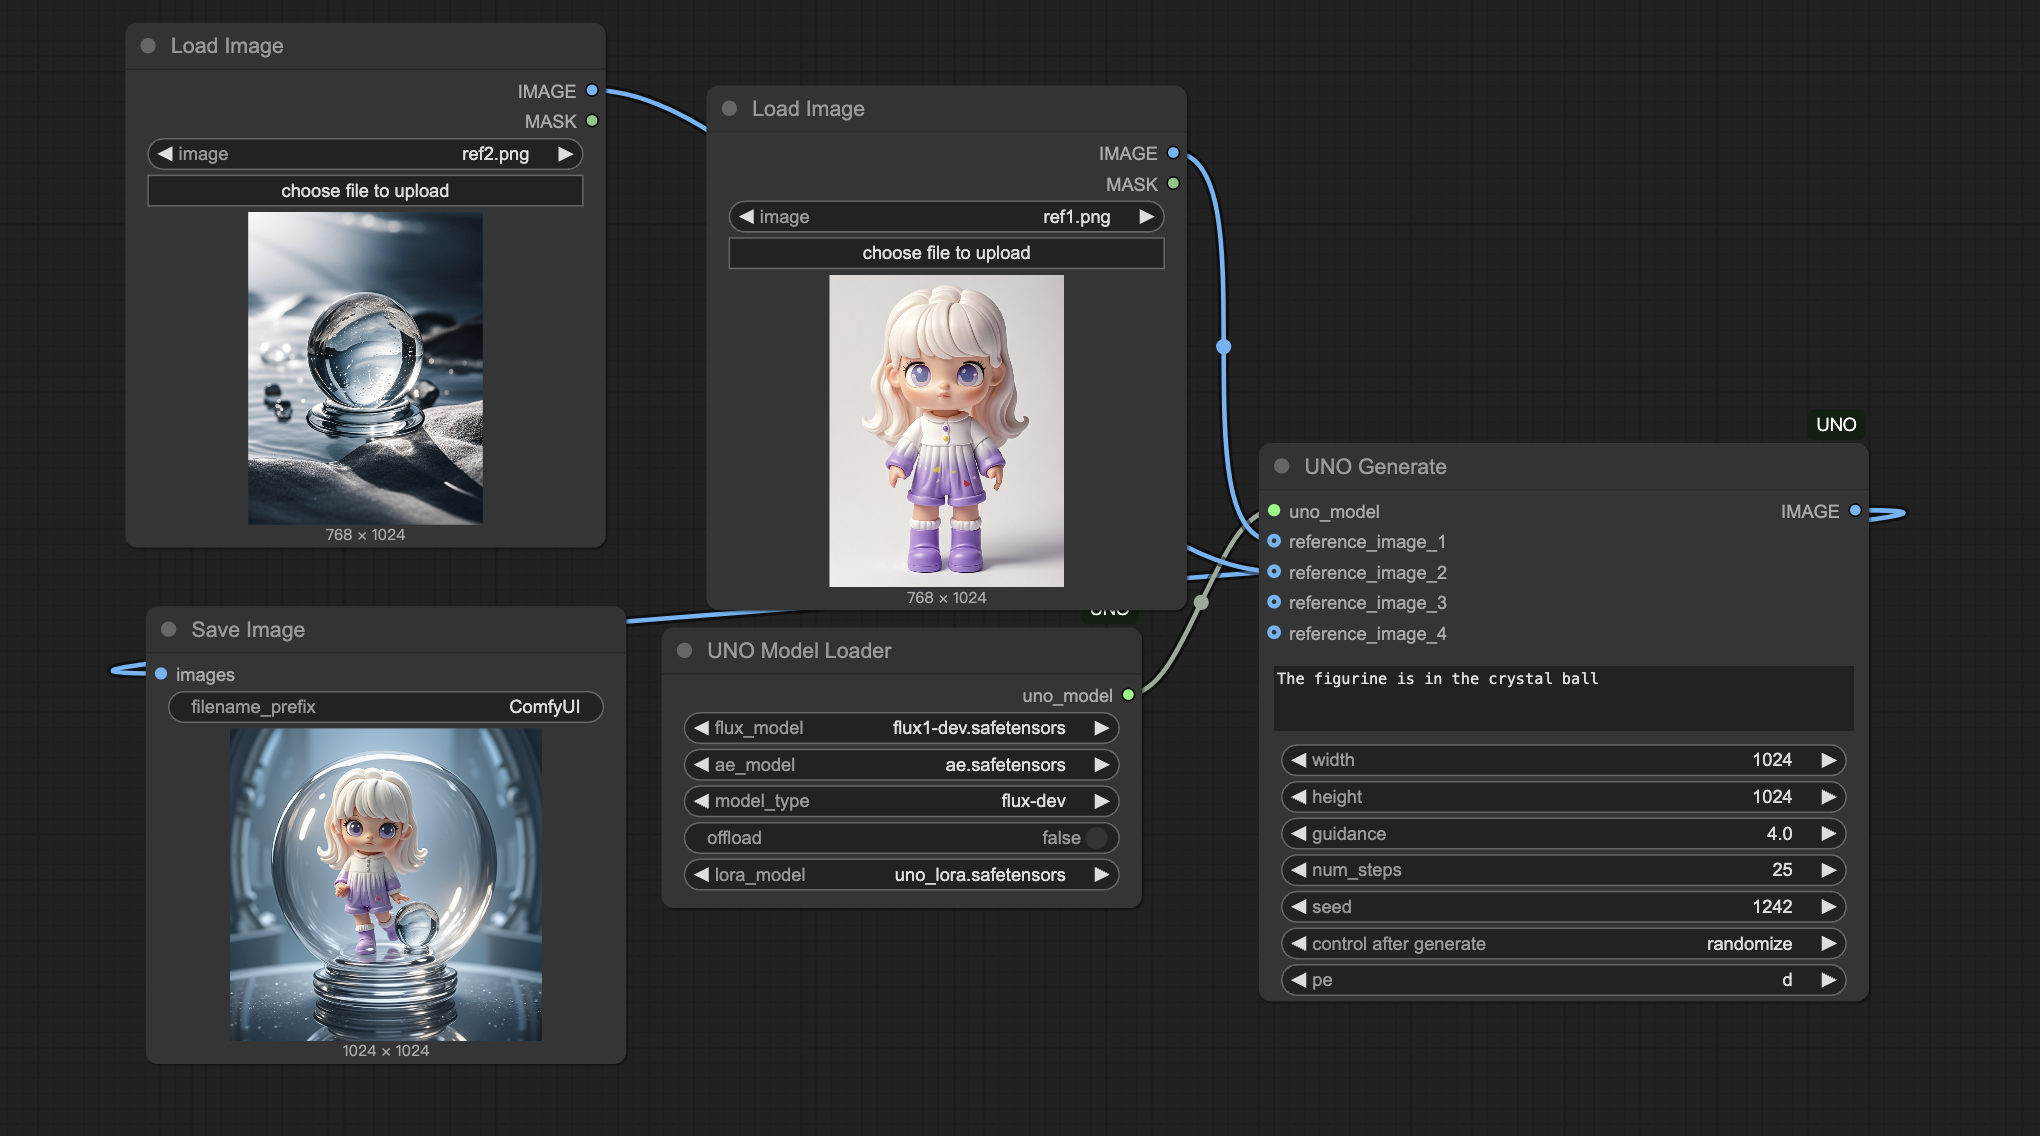 Load Image
IMAGE
MASK
image ref2.png
choose file to upload
768 × 1024
Load Image
IMAGE
MASK
image ref1.png
choose file to upload
768 × 1024
UNO
UNO Generate
uno_model IMAGE
reference_image_1
reference_image_2
reference_image_3
reference_image_4
The figurine is in the crystal ball
width 1024
height 1024
guidance 4.0
num_steps 25
seed 1242
control after generate randomize
pe d
Save Image
images
filename_prefix ComfyUI
1024 × 1024
UNO
UNO Model Loader
uno_model
flux_model flux1-dev.safetensors
ae_model ae.safetensors
model_type flux-dev
offload false
lora_model uno_lora.safetensors